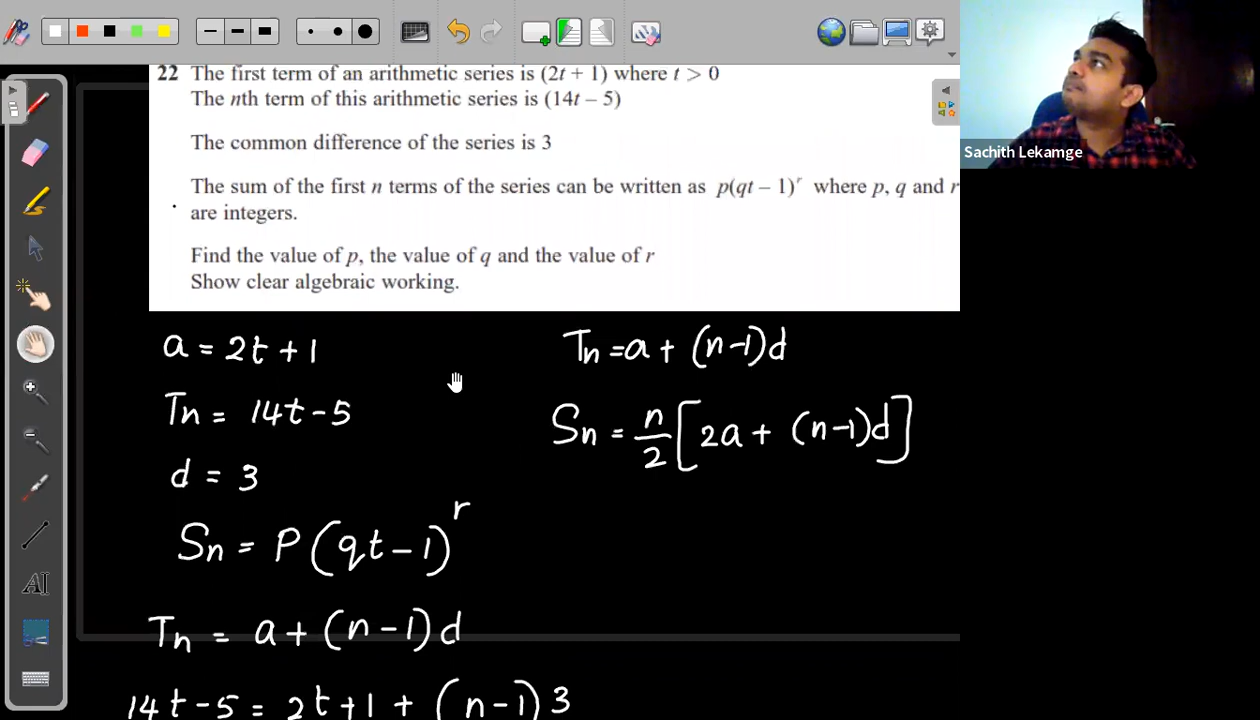 22 The first term of an arithmetic series is (2t + 1) where t > 0
The nth term of this arithmetic series is (14t – 5)
The common difference of the series is 3
The sum of the first n terms of the series can be written as p(qt – 1)^r where p, q and r
are integers.
Find the value of p, the value of q and the value of r
Show clear algebraic working.
Sachith Lekamge
a = 2t + 1
Tn = 14t - 5
d = 3
Sn = P(qt - 1)^r
Tn = a + (n - 1)d
14t - 5 = 2t + 1 + (n - 1)3
Tn = a + (n-1)d
Sn = n/2 [2a + (n-1)d]
AI